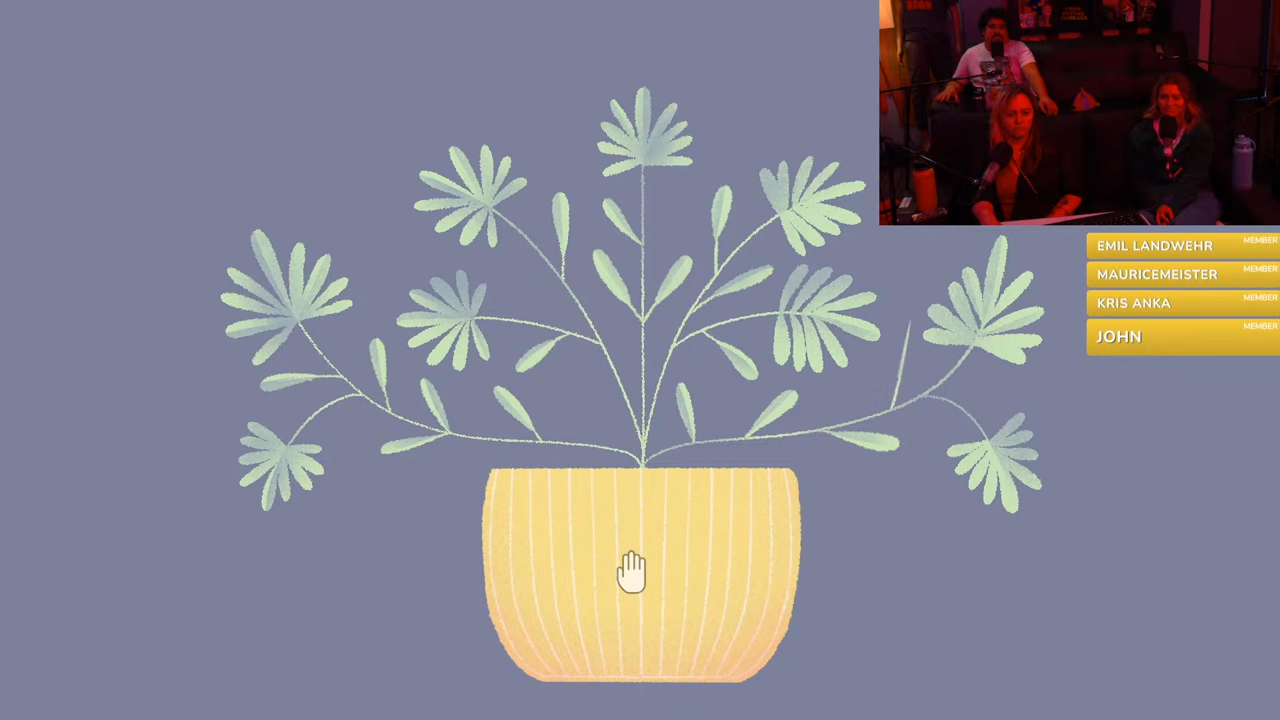 EMIL LANDWEHR MEMBER
MAURICEMEISTER MEMBER
KRIS ANKA MEMBER
JOHN MEMBER